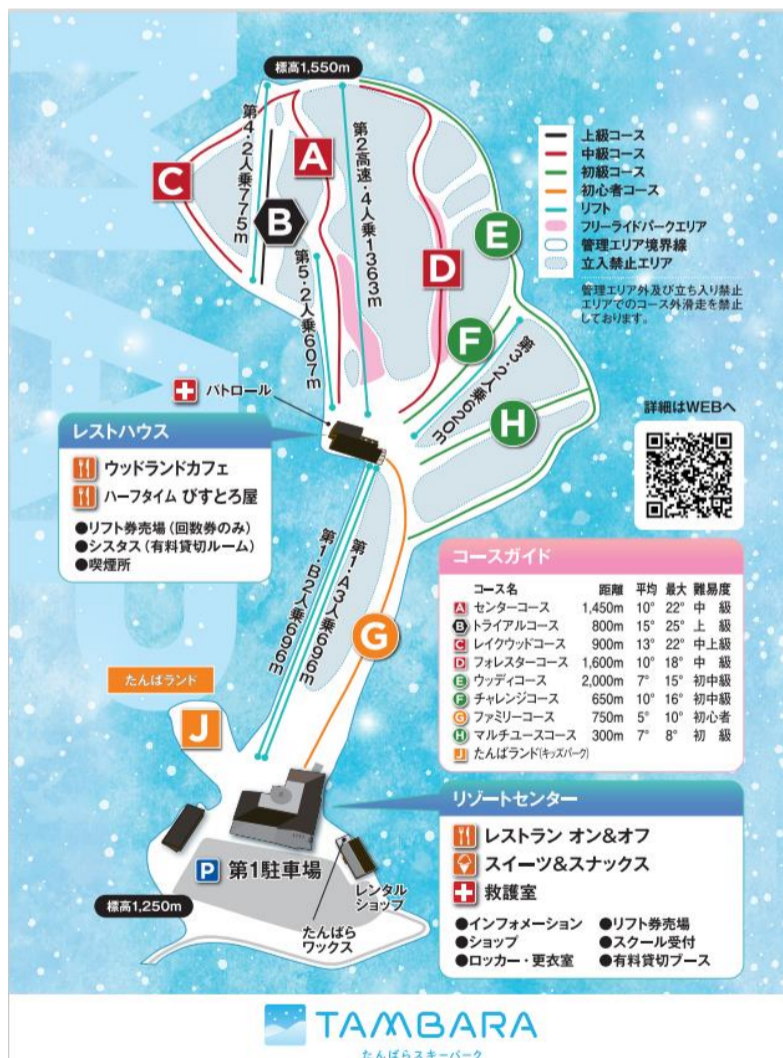 標高1,550m
第4・2人乗775m
第2高速・4人乗1363m
第5・2人乗607m
第3・2人乗620m
A
B
C
D
E
F
H
上級コース
中級コース
初級コース
初心者コース
リフト
フリーライドパークエリア
管理エリア境界線
立入禁止エリア
管理エリア外及び立ち入り禁止
エリアでのコース外滑走を禁止
しております。
詳細はWEBへ
パトロール
レストハウス
ウッドランドカフェ
ハーフタイム びすとろ屋
●リフト券売場(回数券のみ)
●シスタス(有料貸切ルーム)
●喫煙所
第1・B2人乗696m
第1・A3人乗696m
G
コースガイド
コース名 距離 平均 最大 難易度
A センターコース 1,450m 10° 22° 中 級
B トライアルコース 800m 15° 25° 上 級
C レイクウッドコース 900m 13° 22° 中上級
D フォレスターコース 1,600m 10° 18° 中 級
E ウッディコース 2,000m 7° 15° 初中級
F チャレンジコース 650m 10° 16° 初中級
G ファミリーコース 750m 5° 10° 初心者
H マルチユースコース 300m 7° 8° 初 級
J たんばランド(キッズパーク)
たんばランド
J
P 第1駐車場
レンタル
ショップ
たんばら
ワックス
標高1,250m
リゾートセンター
レストラン オン&オフ
スイーツ&スナックス
救護室
●インフォメーション ●リフト券売場
●ショップ ●スクール受付
●ロッカー・更衣室 ●有料貸切ブース
TAMBARA
たんばらスキーパーク